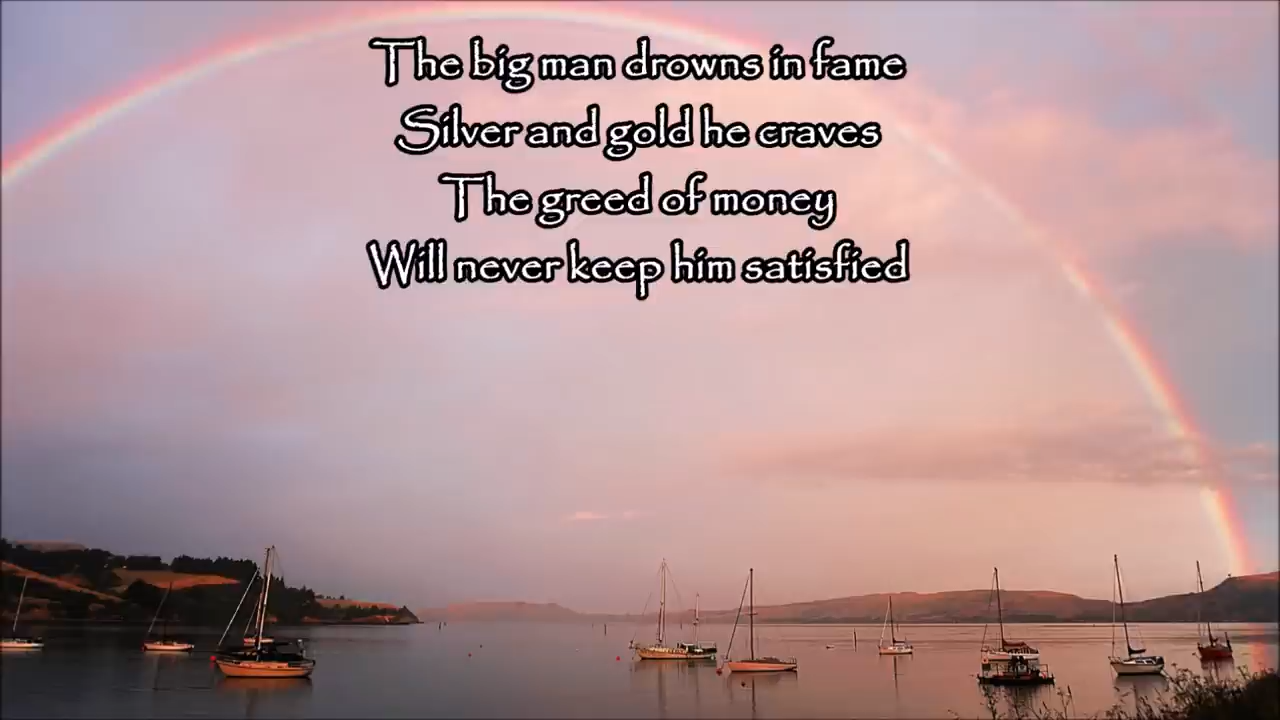 The big man drowns in fame
Silver and gold he craves
The greed of money
Will never keep him satisfied